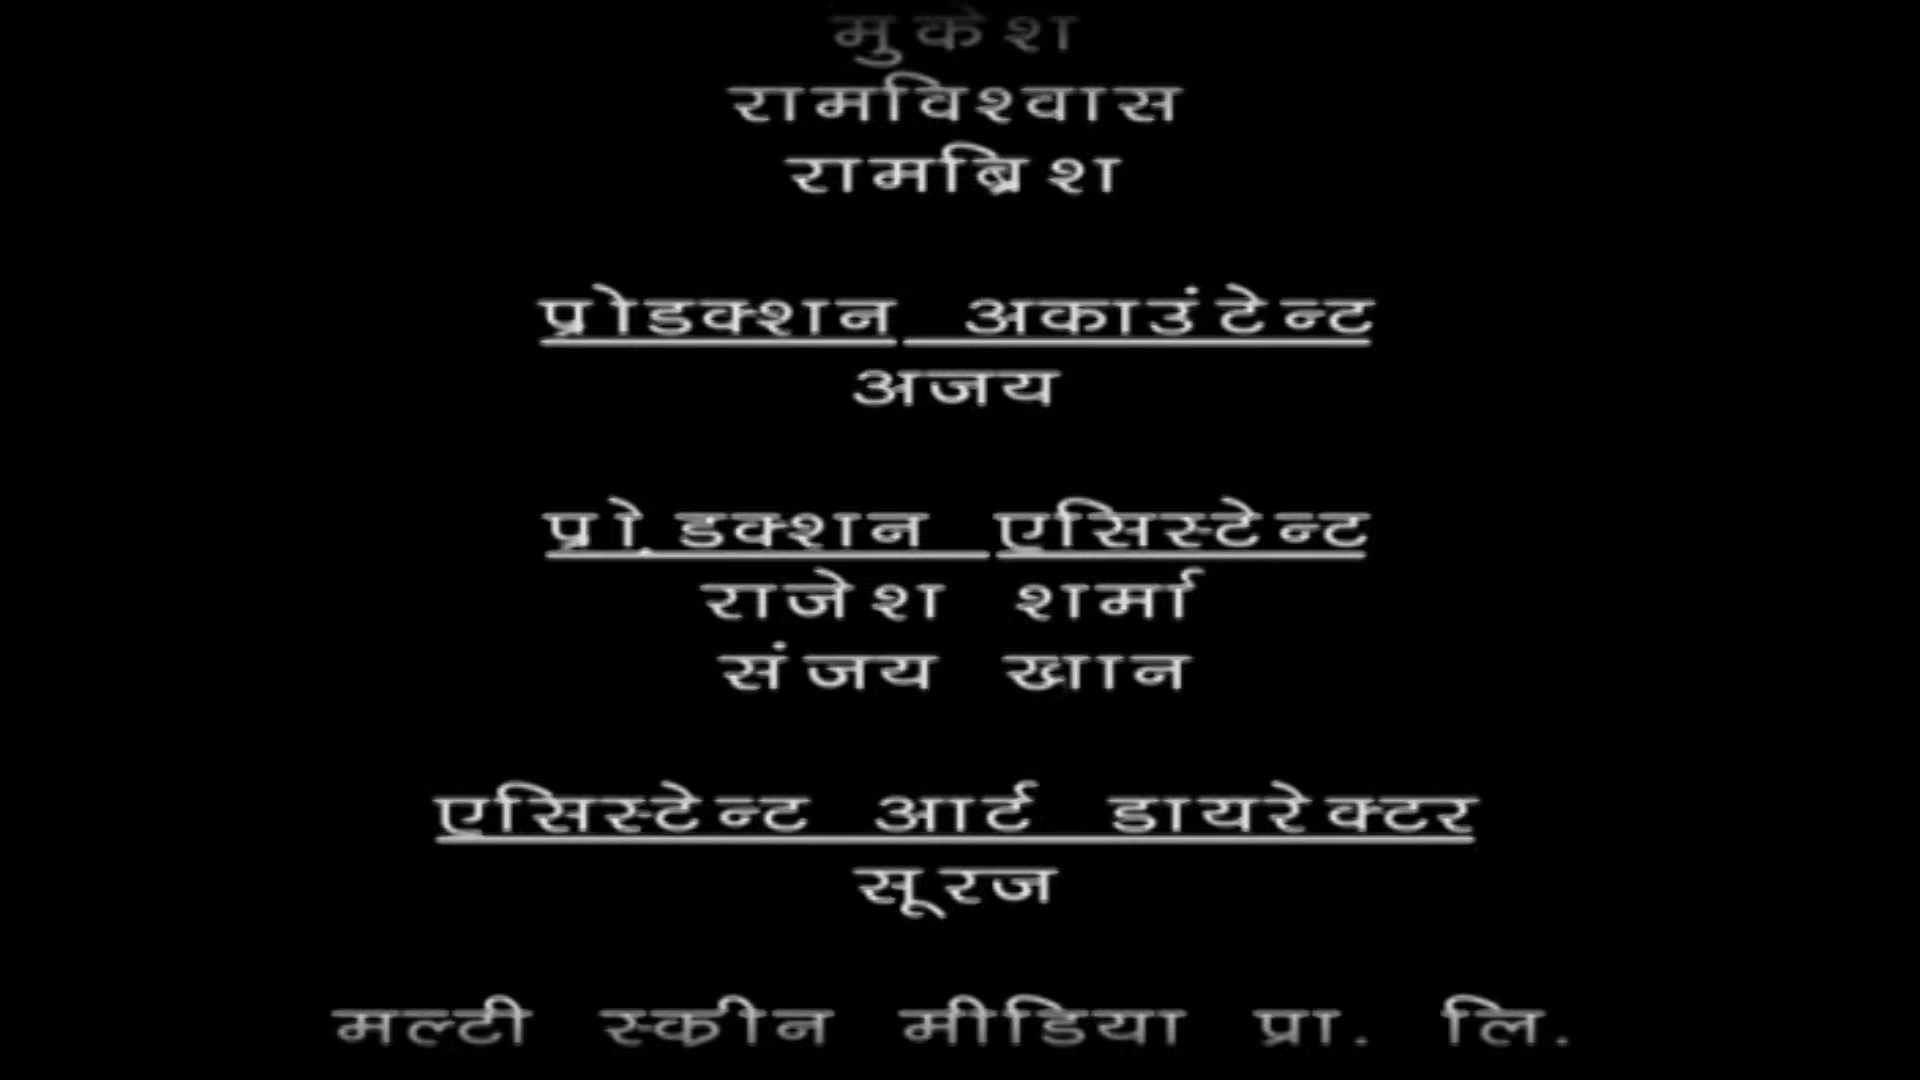 मुकेश
रामविश्वास
रामब्रिश
प्रोडक्शन अकाउंटेन्ट
अजय
प्रो़डक्शन एसिस्टेन्ट
राजेश शर्मा
संजय खान
एसिस्टेन्ट आर्ट डायरेक्टर
सूरज
मल्टी स्क्रीन मीडिया प्रा. लि.